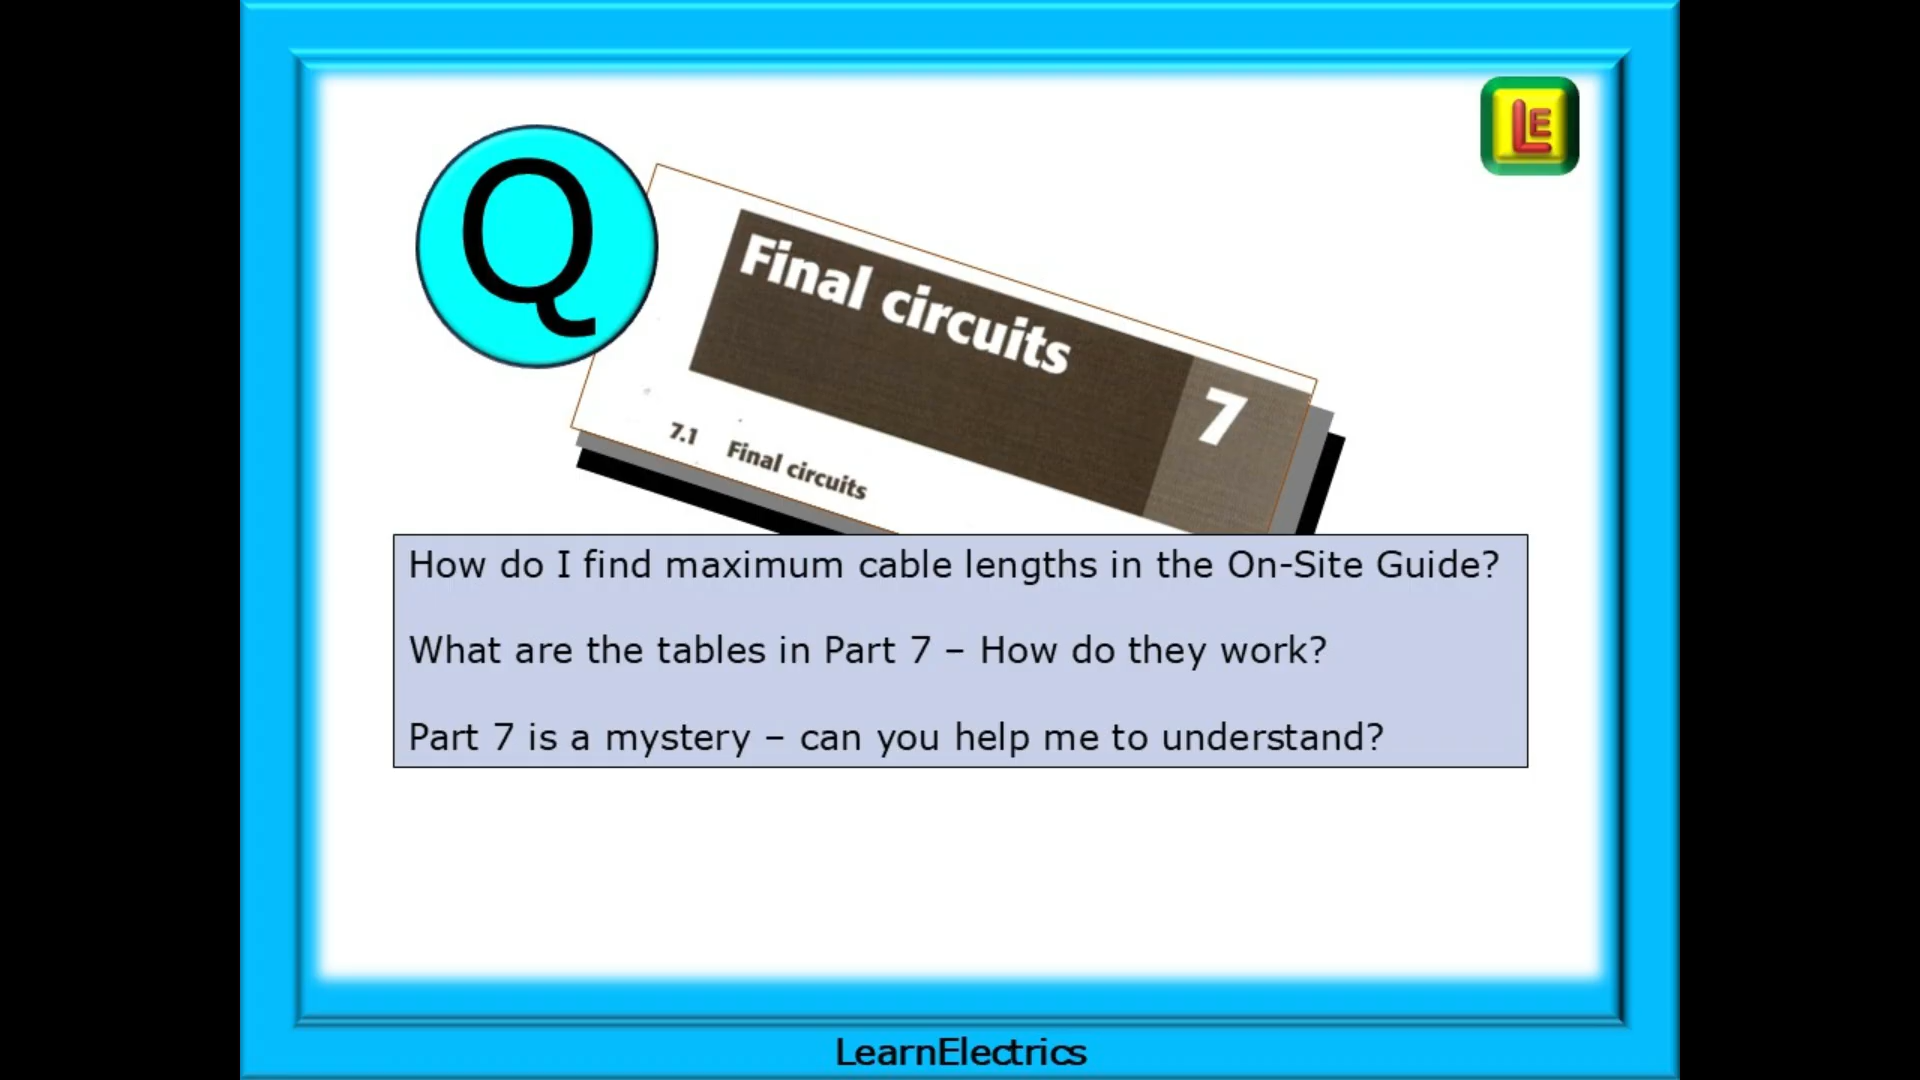 Q
LE
Final circuits
7
7.1 Final circuits
How do I find maximum cable lengths in the On-Site Guide?
What are the tables in Part 7 – How do they work?
Part 7 is a mystery – can you help me to understand?
LearnElectrics